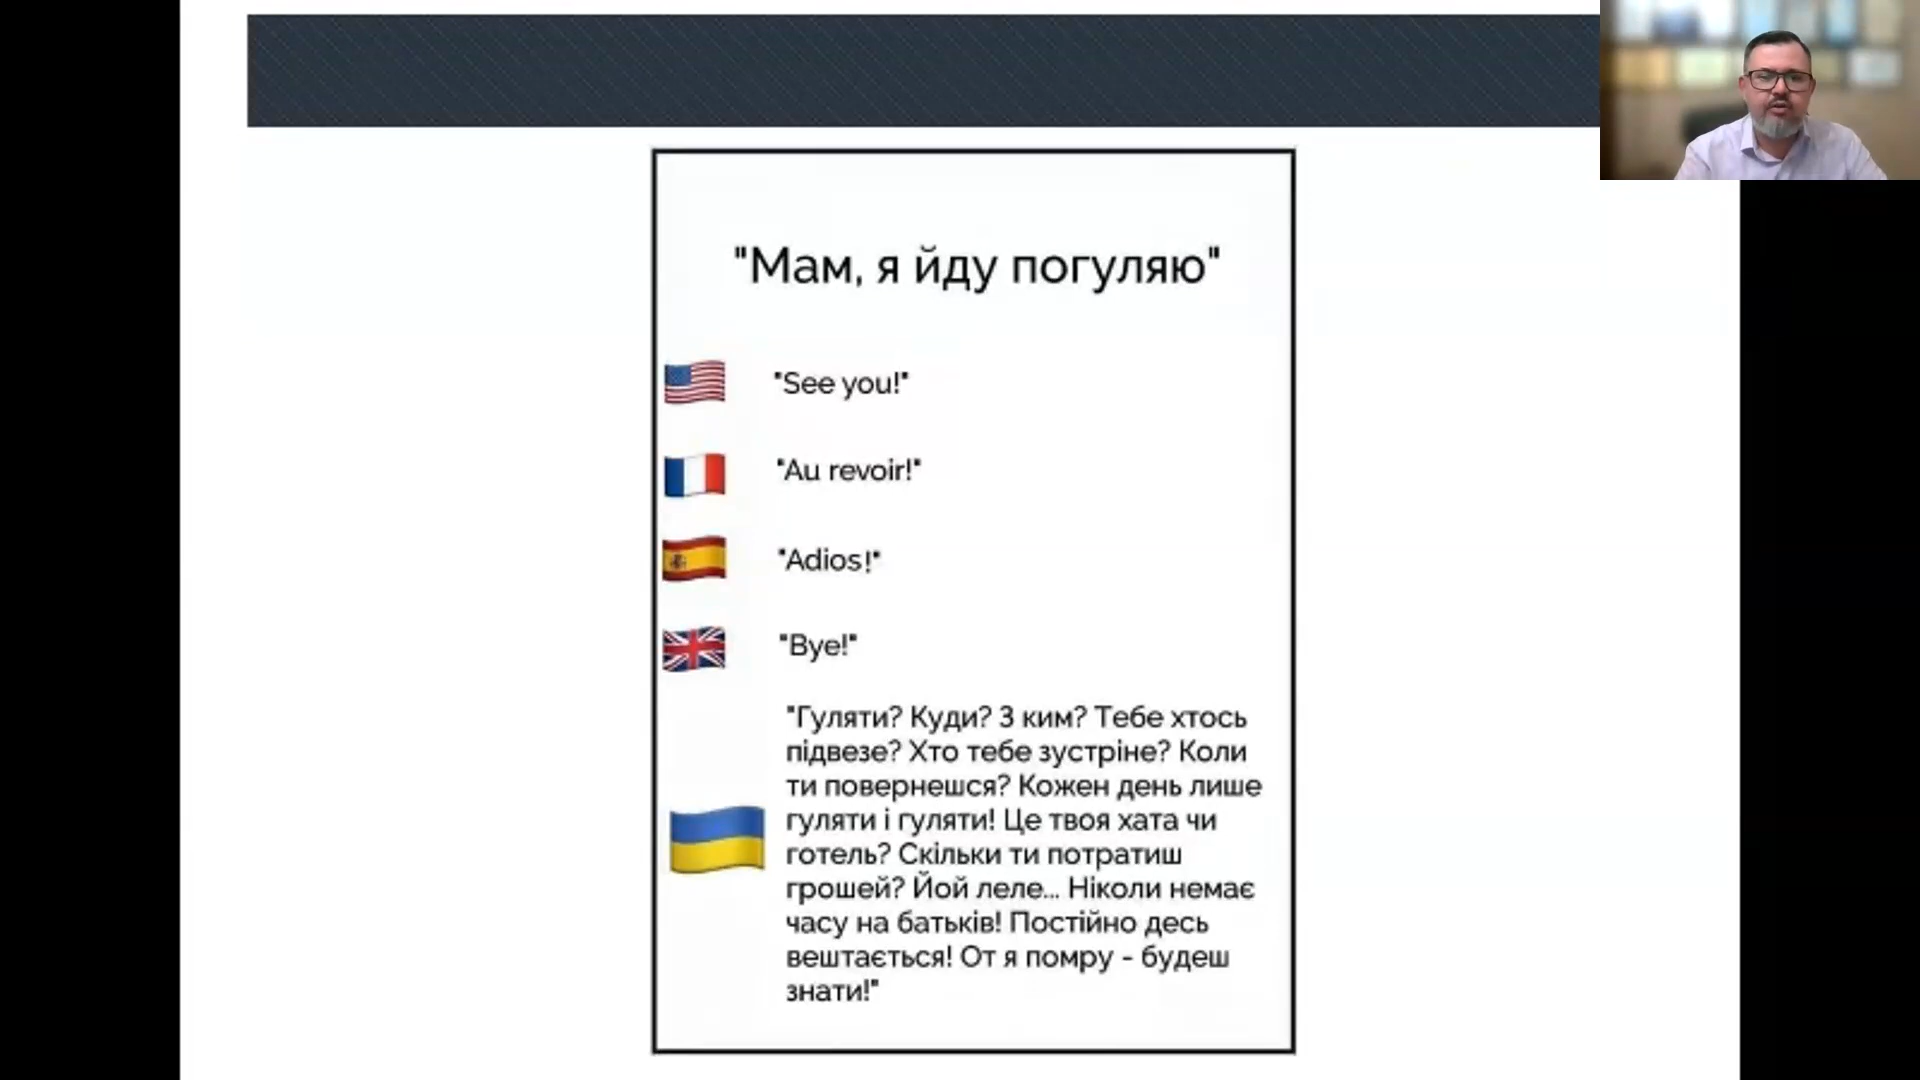 "Мам, я йду погуляю"
"See you!"
"Au revoir!"
"Adios!"
"Bye!"
"Гуляти? Куди? З ким? Тебе хтось
підвезе? Хто тебе зустріне? Коли
ти повернешся? Кожен день лише
гуляти і гуляти! Це твоя хата чи
готель? Скільки ти потратиш
грошей? Йой леле... Ніколи немає
часу на батьків! Постійно десь
вештається! От я помру - будеш
знати!"